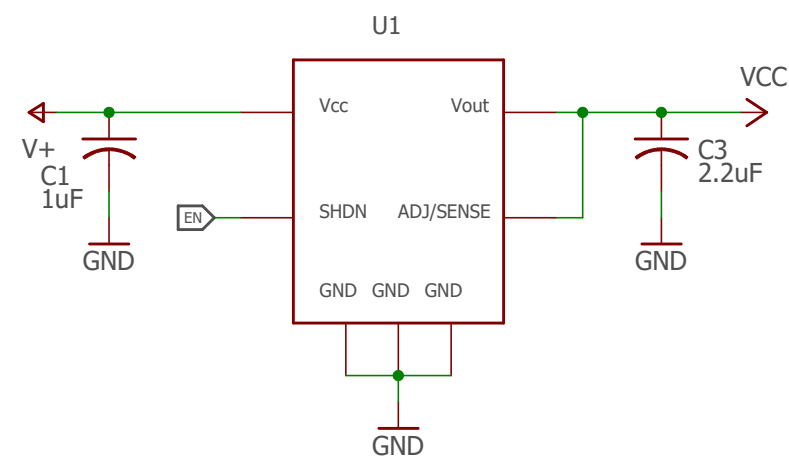 U1
VCC
Vcc
Vout
V+
C1
1uF
C3
2.2uF
EN
SHDN
ADJ/SENSE
GND
GND
GND GND GND
GND